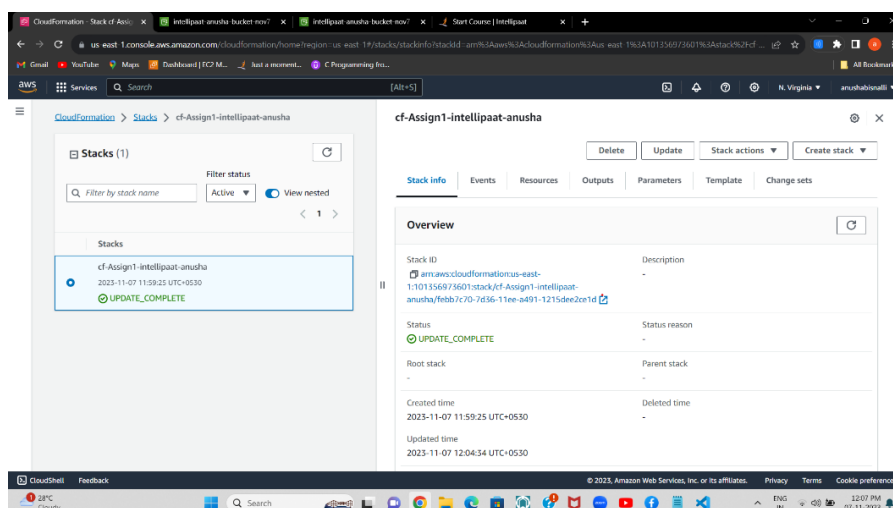 CloudFormation - Stack cf-Assig
intellipaat-anusha-bucket-nov7
intellipaat-anusha-bucket-nov7
Start Course | Intellipaat
us-east-1.console.aws.amazon.com/cloudformation/home?region=us-east-1#/stacks/stackinfo?stackId=arn%3Aaws%3Acloudformation%3Aus-east-1%3A101356973601%3Astack%2Fcf-...
Gmail YouTube Maps Dashboard | EC2 M... Just a moment... C Programming fro... All Bookmar
aws Services Search [Alt+S] N. Virginia anushabisnalli
CloudFormation > Stacks > cf-Assign1-intellipaat-anusha
Stacks (1)
Filter status
Filter by stack name Active View nested
1
Stacks
cf-Assign1-intellipaat-anusha
2023-11-07 11:59:25 UTC+0530
UPDATE_COMPLETE
cf-Assign1-intellipaat-anusha
Delete Update Stack actions Create stack
Stack info Events Resources Outputs Parameters Template Change sets
Overview
Stack ID
arn:aws:cloudformation:us-east-
1:101356973601:stack/cf-Assign1-intellipaat-
anusha/febb7c70-7d36-11ee-a491-1215dee2ce1d
Description
-
Status
UPDATE_COMPLETE
Status reason
-
Root stack
-
Parent stack
-
Created time
2023-11-07 11:59:25 UTC+0530
Deleted time
-
Updated time
2023-11-07 12:04:34 UTC+0530
CloudShell Feedback © 2023, Amazon Web Services, Inc. or its affiliates. Privacy Terms Cookie preference
1
28°C
Cloudy
Search
ENG
IN
12:07 PM
07-11-2023